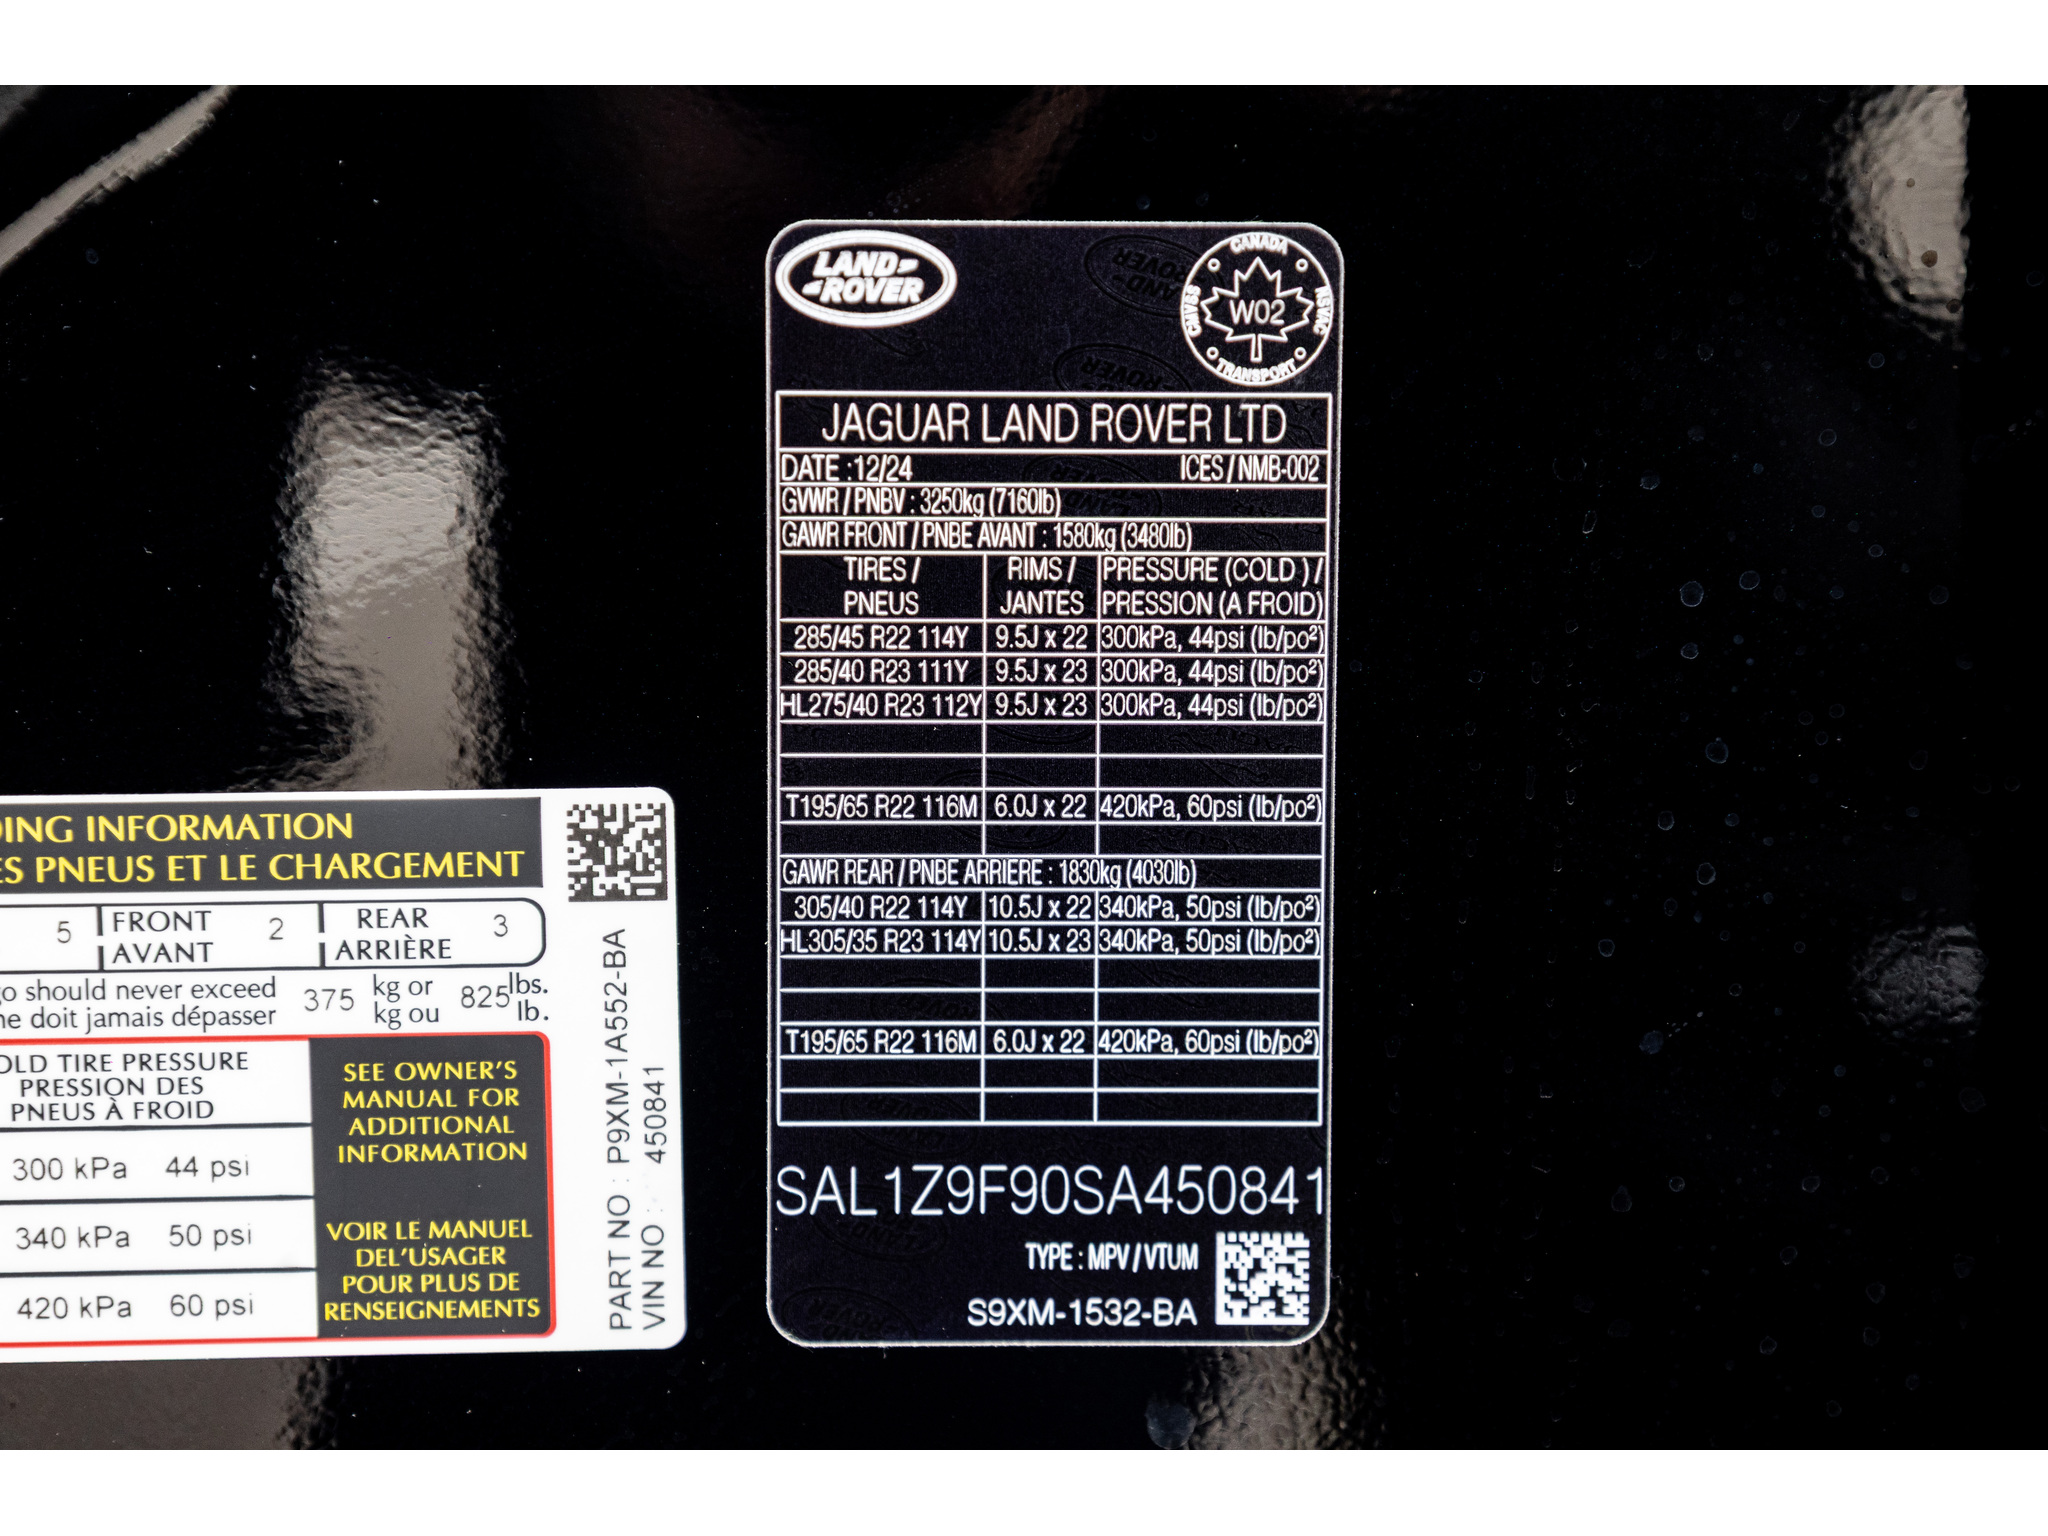 ING INFORMATION
ES PNEUS ET LE CHARGEMENT
5 FRONT 2 REAR 3
AVANT ARRIÈRE
go should never exceed 375 kg or 825 lbs.
ne doit jamais dépasser kg ou lb.
OLD TIRE PRESSURE
PRESSION DES
PNEUS À FROID
300 kPa 44 psi
340 kPa 50 psi
420 kPa 60 psi
SEE OWNER'S
MANUAL FOR
ADDITIONAL
INFORMATION
VOIR LE MANUEL
DEL'USAGER
POUR PLUS DE
RENSEIGNEMENTS
PART NO : P9XM-1A552-BA
VIN NO : 450841
LAND
ROVER
CANADA
CMVSS W02 NSVAC
TRANSPORT
JAGUAR LAND ROVER LTD
DATE :12/24 ICES / NMB-002
GVWR / PNBV : 3250kg (7160lb)
GAWR FRONT / PNBE AVANT : 1580kg (3480lb)
TIRES / RIMS / PRESSURE (COLD ) /
PNEUS JANTES PRESSION (A FROID)
285/45 R22 114Y 9.5J x 22 300kPa, 44psi (lb/po²)
285/40 R23 111Y 9.5J x 23 300kPa, 44psi (lb/po²)
HL275/40 R23 112Y 9.5J x 23 300kPa, 44psi (lb/po²)
T195/65 R22 116M 6.0J x 22 420kPa, 60psi (lb/po²)
GAWR REAR / PNBE ARRIERE : 1830kg (4030lb)
305/40 R22 114Y 10.5J x 22 340kPa, 50psi (lb/po²)
HL305/35 R23 114Y 10.5J x 23 340kPa, 50psi (lb/po²)
T195/65 R22 116M 6.0J x 22 420kPa, 60psi (lb/po²)
SAL1Z9F90SA450841
TYPE : MPV / VTUM
S9XM-1532-BA